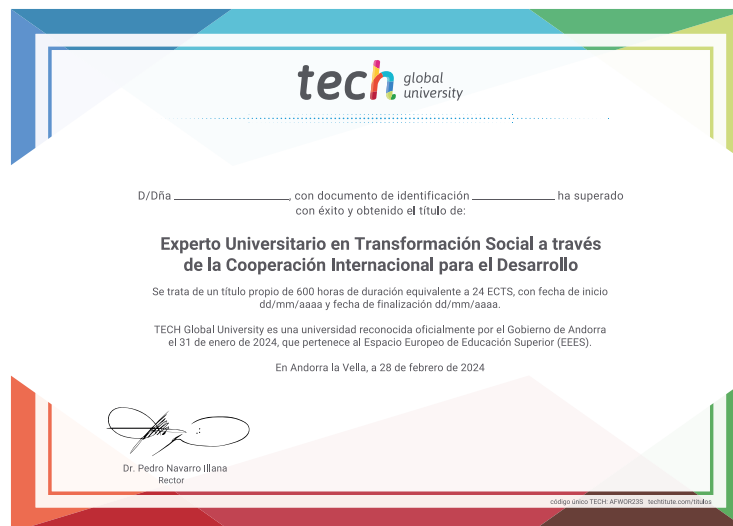 tech global
university
D/Dña ____________, con documento de identificación ____________ ha superado
con éxito y obtenido el título de:
Experto Universitario en Transformación Social a través
de la Cooperación Internacional para el Desarrollo
Se trata de un título propio de 600 horas de duración equivalente a 24 ECTS, con fecha de inicio
dd/mm/aaaa y fecha de finalización dd/mm/aaaa.
TECH Global University es una universidad reconocida oficialmente por el Gobierno de Andorra
el 31 de enero de 2024, que pertenece al Espacio Europeo de Educación Superior (EEES).
En Andorra la Vella, a 28 de febrero de 2024
Dr. Pedro Navarro Illana
Rector
código único TECH: AFWOR23S techtitute.com/titulos